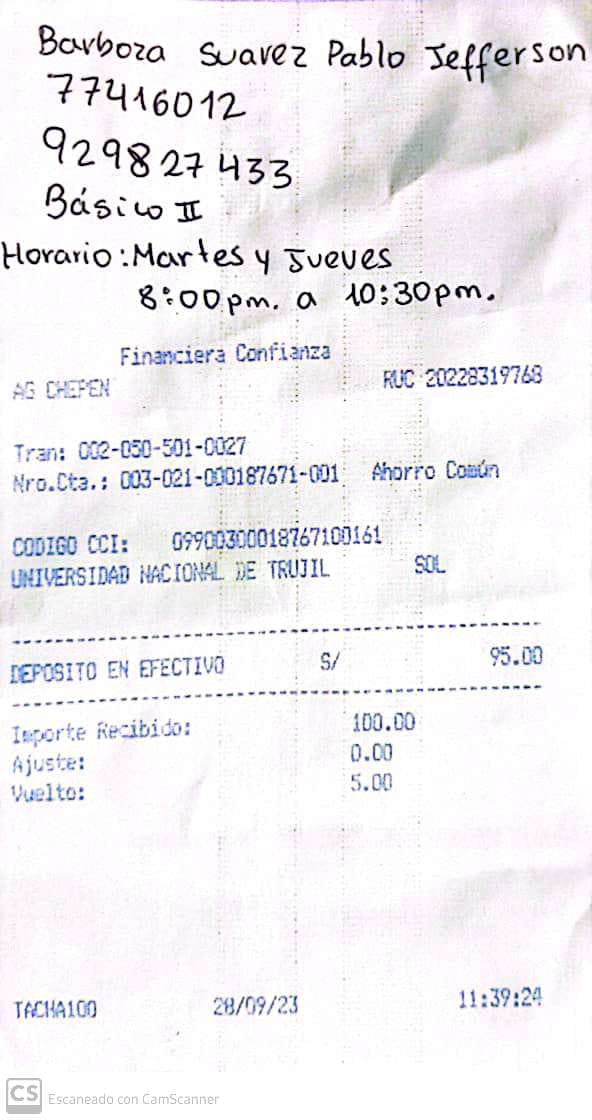 Barboza Suavez Pablo Jefferson
77416012
929827433
Básico II
Horario: Martes y Jueves
8:00pm. a 10:30pm.
Financiera Confianza
AG CHEPEN RUC 20228319768
Tran: 002-050-501-0027
Nro.Cta.: 003-021-000187671-001 Ahorro Común
CODIGO CCI: 09900300018767100161
UNIVERSIDAD NACIONAL DE TRUJIL SOL
DEPOSITO EN EFECTIVO S/ 95.00
Importe Recibido: 100.00
Ajuste: 0.00
Vuelto: 5.00
TACHA100 28/09/23 11:39:24
CS Escaneado con CamScanner